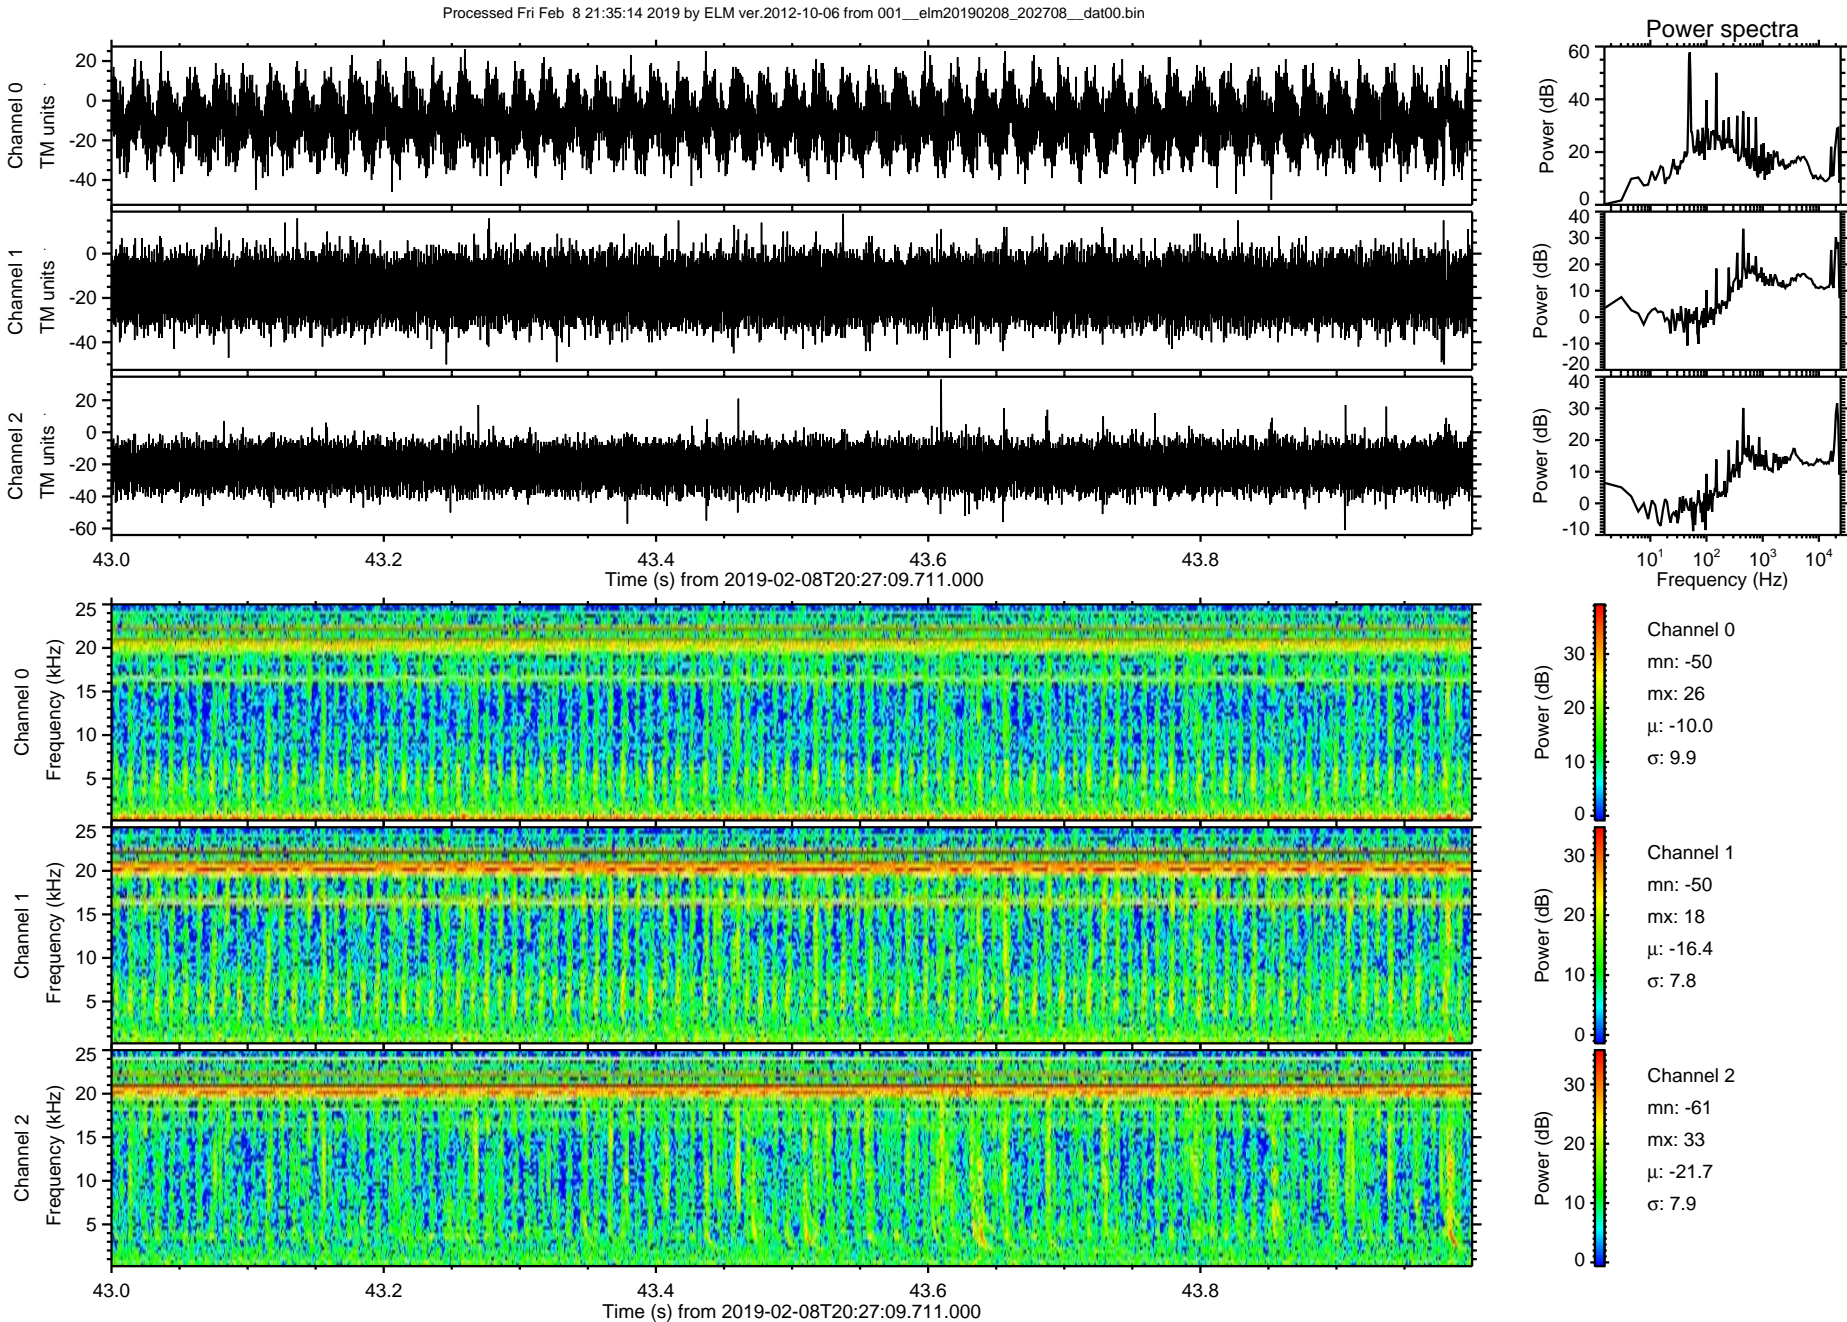 Processed Fri Feb  8 21:35:14 2019 by ELM ver.2012-10-06 from 001__elm20190208_202708__dat00.bin
Power spectra
Channel 0
TM units
20
0
-20
-40
Power (dB)
60
40
20
0
Channel 1
TM units
0
-20
-40
Power (dB)
40
30
20
10
0
-10
-20
Channel 2
TM units
20
0
-20
-40
-60
Power (dB)
40
30
20
10
0
-10
43.0 43.2 43.4 43.6 43.8
Time (s) from 2019-02-08T20:27:09.711.000
10^1 10^2 10^3 10^4
Frequency (Hz)
Channel 0
Frequency (kHz)
25
20
15
10
5
Power (dB)
30
20
10
0
Channel 0
mn: -50
mx: 26
μ: -10.0
σ: 9.9
Channel 1
Frequency (kHz)
25
20
15
10
5
Power (dB)
30
20
10
0
Channel 1
mn: -50
mx: 18
μ: -16.4
σ: 7.8
Channel 2
Frequency (kHz)
25
20
15
10
5
Power (dB)
30
20
10
0
Channel 2
mn: -61
mx: 33
μ: -21.7
σ: 7.9
43.0 43.2 43.4 43.6 43.8
Time (s) from 2019-02-08T20:27:09.711.000